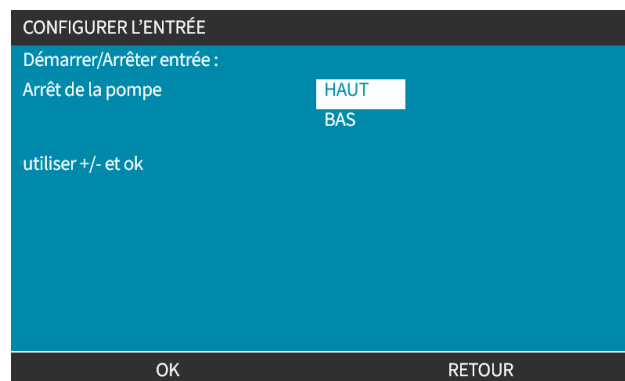 CONFIGURER L’ENTRÉE
Démarrer/Arrêter entrée :
Arrêt de la pompe HAUT
BAS
utiliser +/- et ok
OK RETOUR